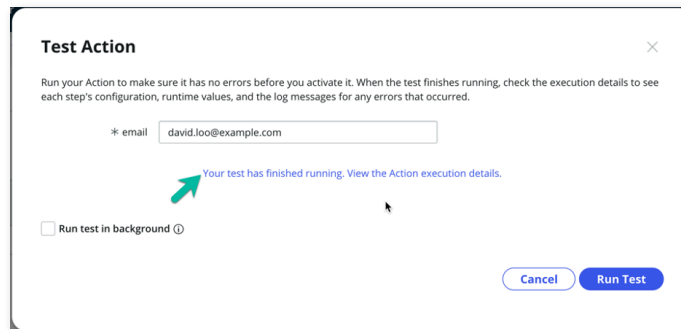 Test Action
Run your Action to make sure it has no errors before you activate it. When the test finishes running, check the execution details to see
each step's configuration, runtime values, and the log messages for any errors that occurred.
* email
david.loo@example.com
Your test has finished running. View the Action execution details.
Run test in background
Cancel
Run Test